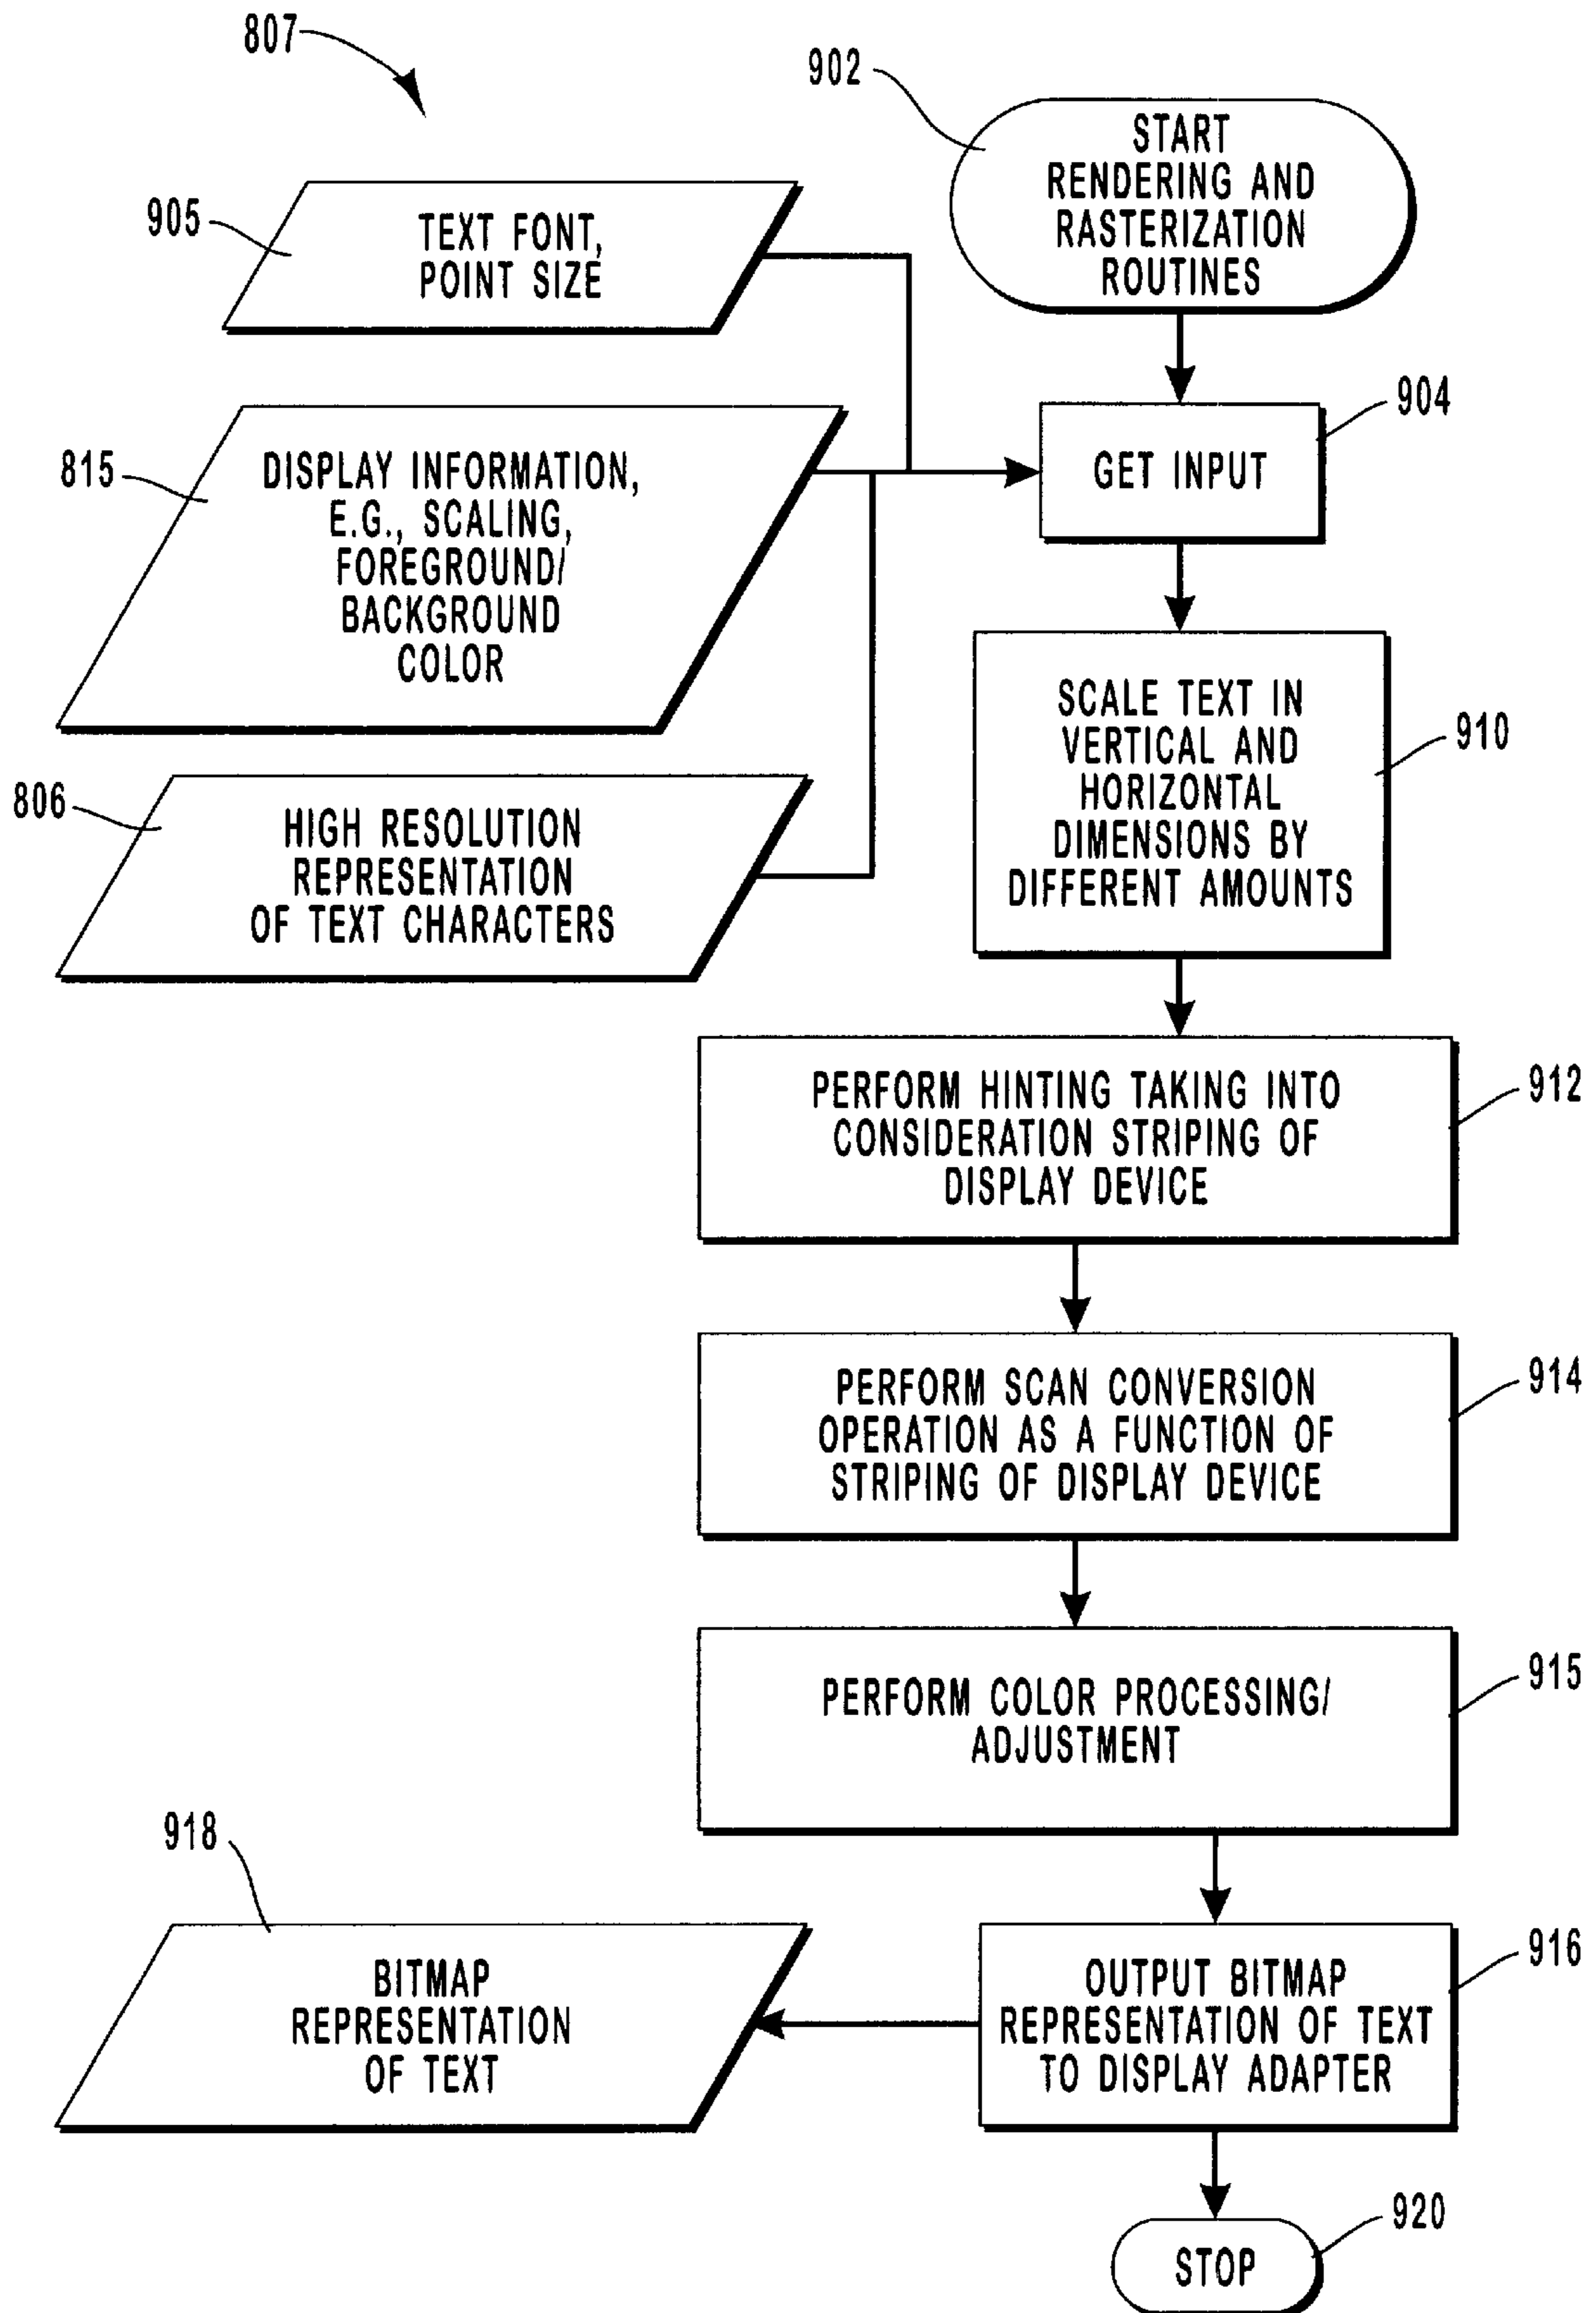 807
902
START
RENDERING AND
RASTERIZATION
ROUTINES
905
TEXT FONT,
POINT SIZE
904
GET INPUT
815
DISPLAY INFORMATION,
E.G., SCALING,
FOREGROUND/
BACKGROUND
COLOR
910
SCALE TEXT IN
VERTICAL AND
HORIZONTAL
DIMENSIONS BY
DIFFERENT AMOUNTS
806
HIGH RESOLUTION
REPRESENTATION
OF TEXT CHARACTERS
912
PERFORM HINTING TAKING INTO
CONSIDERATION STRIPING OF
DISPLAY DEVICE
914
PERFORM SCAN CONVERSION
OPERATION AS A FUNCTION OF
STRIPING OF DISPLAY DEVICE
915
PERFORM COLOR PROCESSING/
ADJUSTMENT
918
BITMAP
REPRESENTATION
OF TEXT
916
OUTPUT BITMAP
REPRESENTATION OF TEXT
TO DISPLAY ADAPTER
920
STOP